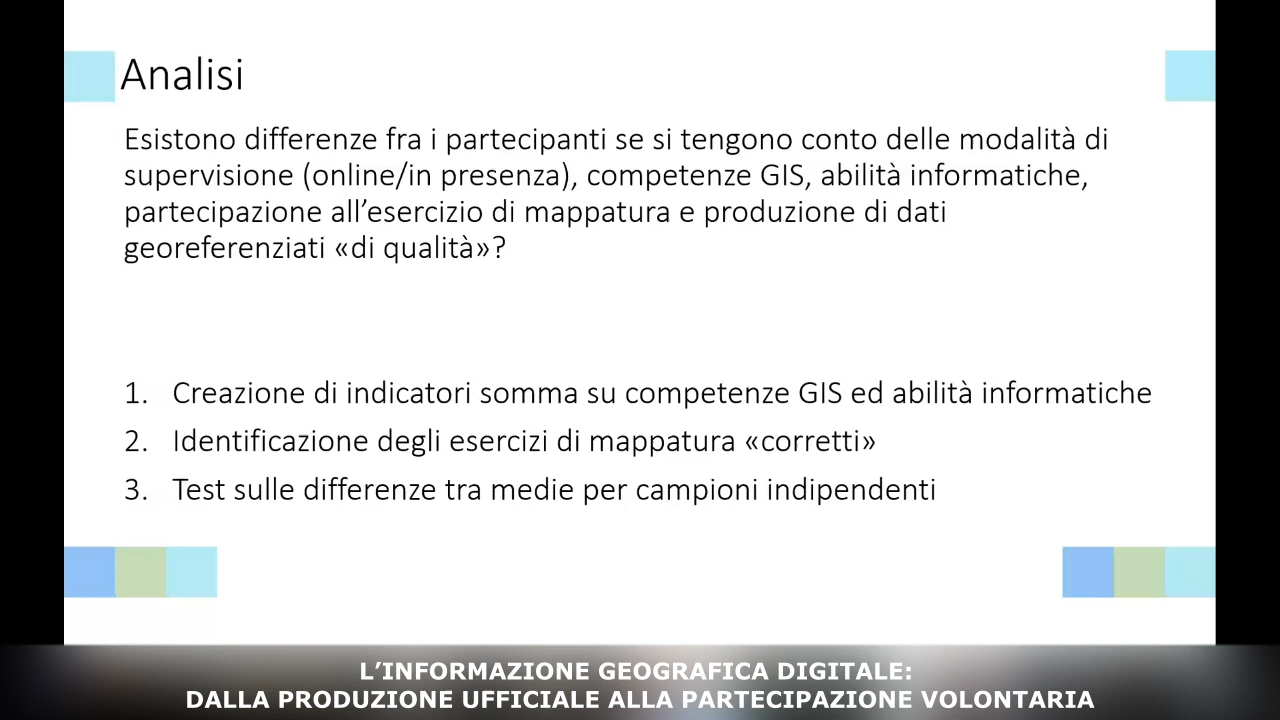 Analisi
Esistono differenze fra i partecipanti se si tengono conto delle modalità di
supervisione (online/in presenza), competenze GIS, abilità informatiche,
partecipazione all’esercizio di mappatura e produzione di dati
georeferenziati «di qualità»?
1. Creazione di indicatori somma su competenze GIS ed abilità informatiche
2. Identificazione degli esercizi di mappatura «corretti»
3. Test sulle differenze tra medie per campioni indipendenti
L’INFORMAZIONE GEOGRAFICA DIGITALE:
DALLA PRODUZIONE UFFICIALE ALLA PARTECIPAZIONE VOLONTARIA